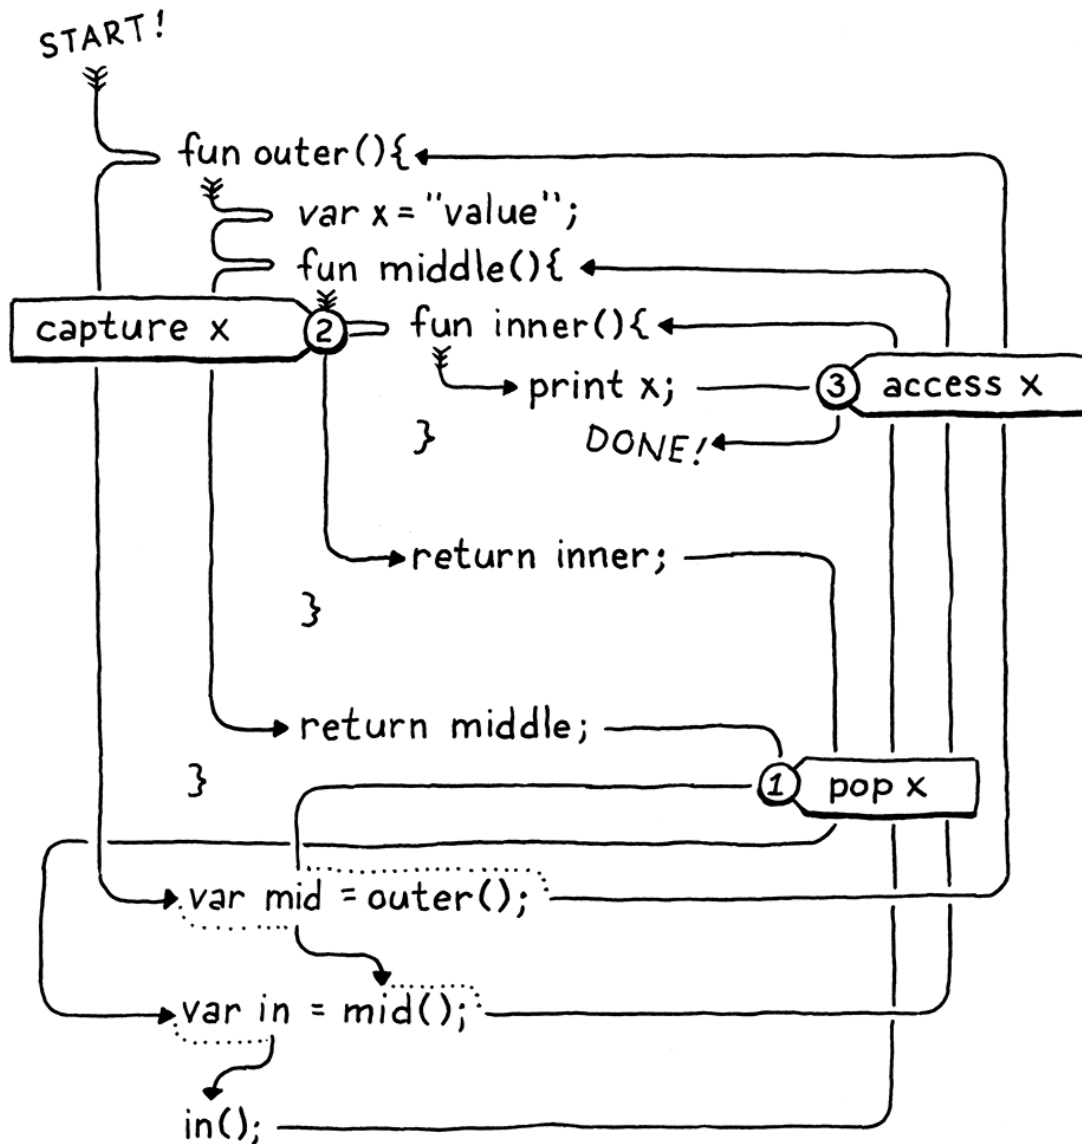 START!
fun outer(){
var x = "value";
fun middle(){
capture x 2 fun inner(){
print x; 3 access x
} DONE!
return inner;
}
return middle;
} 1 pop x
var mid = outer();
var in = mid();
in();